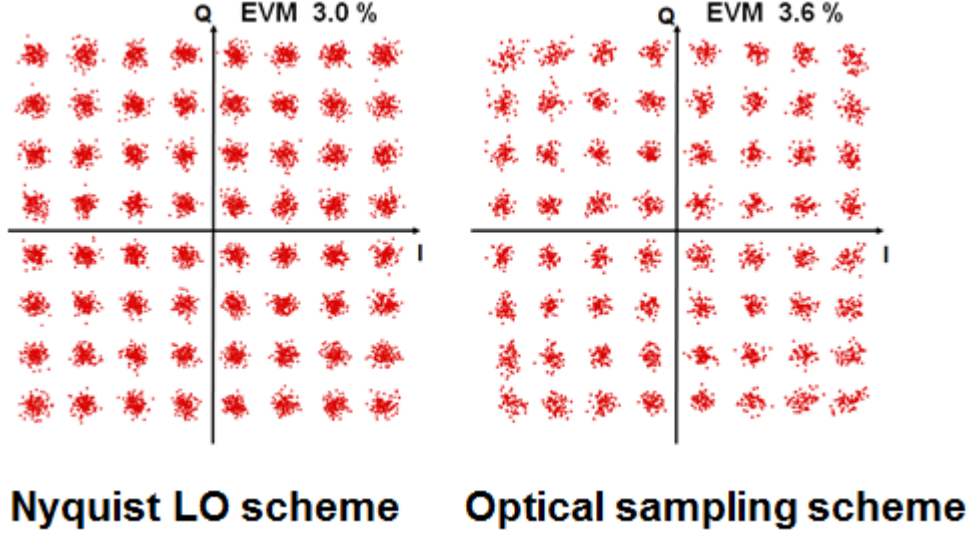 Q EVM 3.0 %
I
Q EVM 3.6 %
I
Nyquist LO scheme
Optical sampling scheme